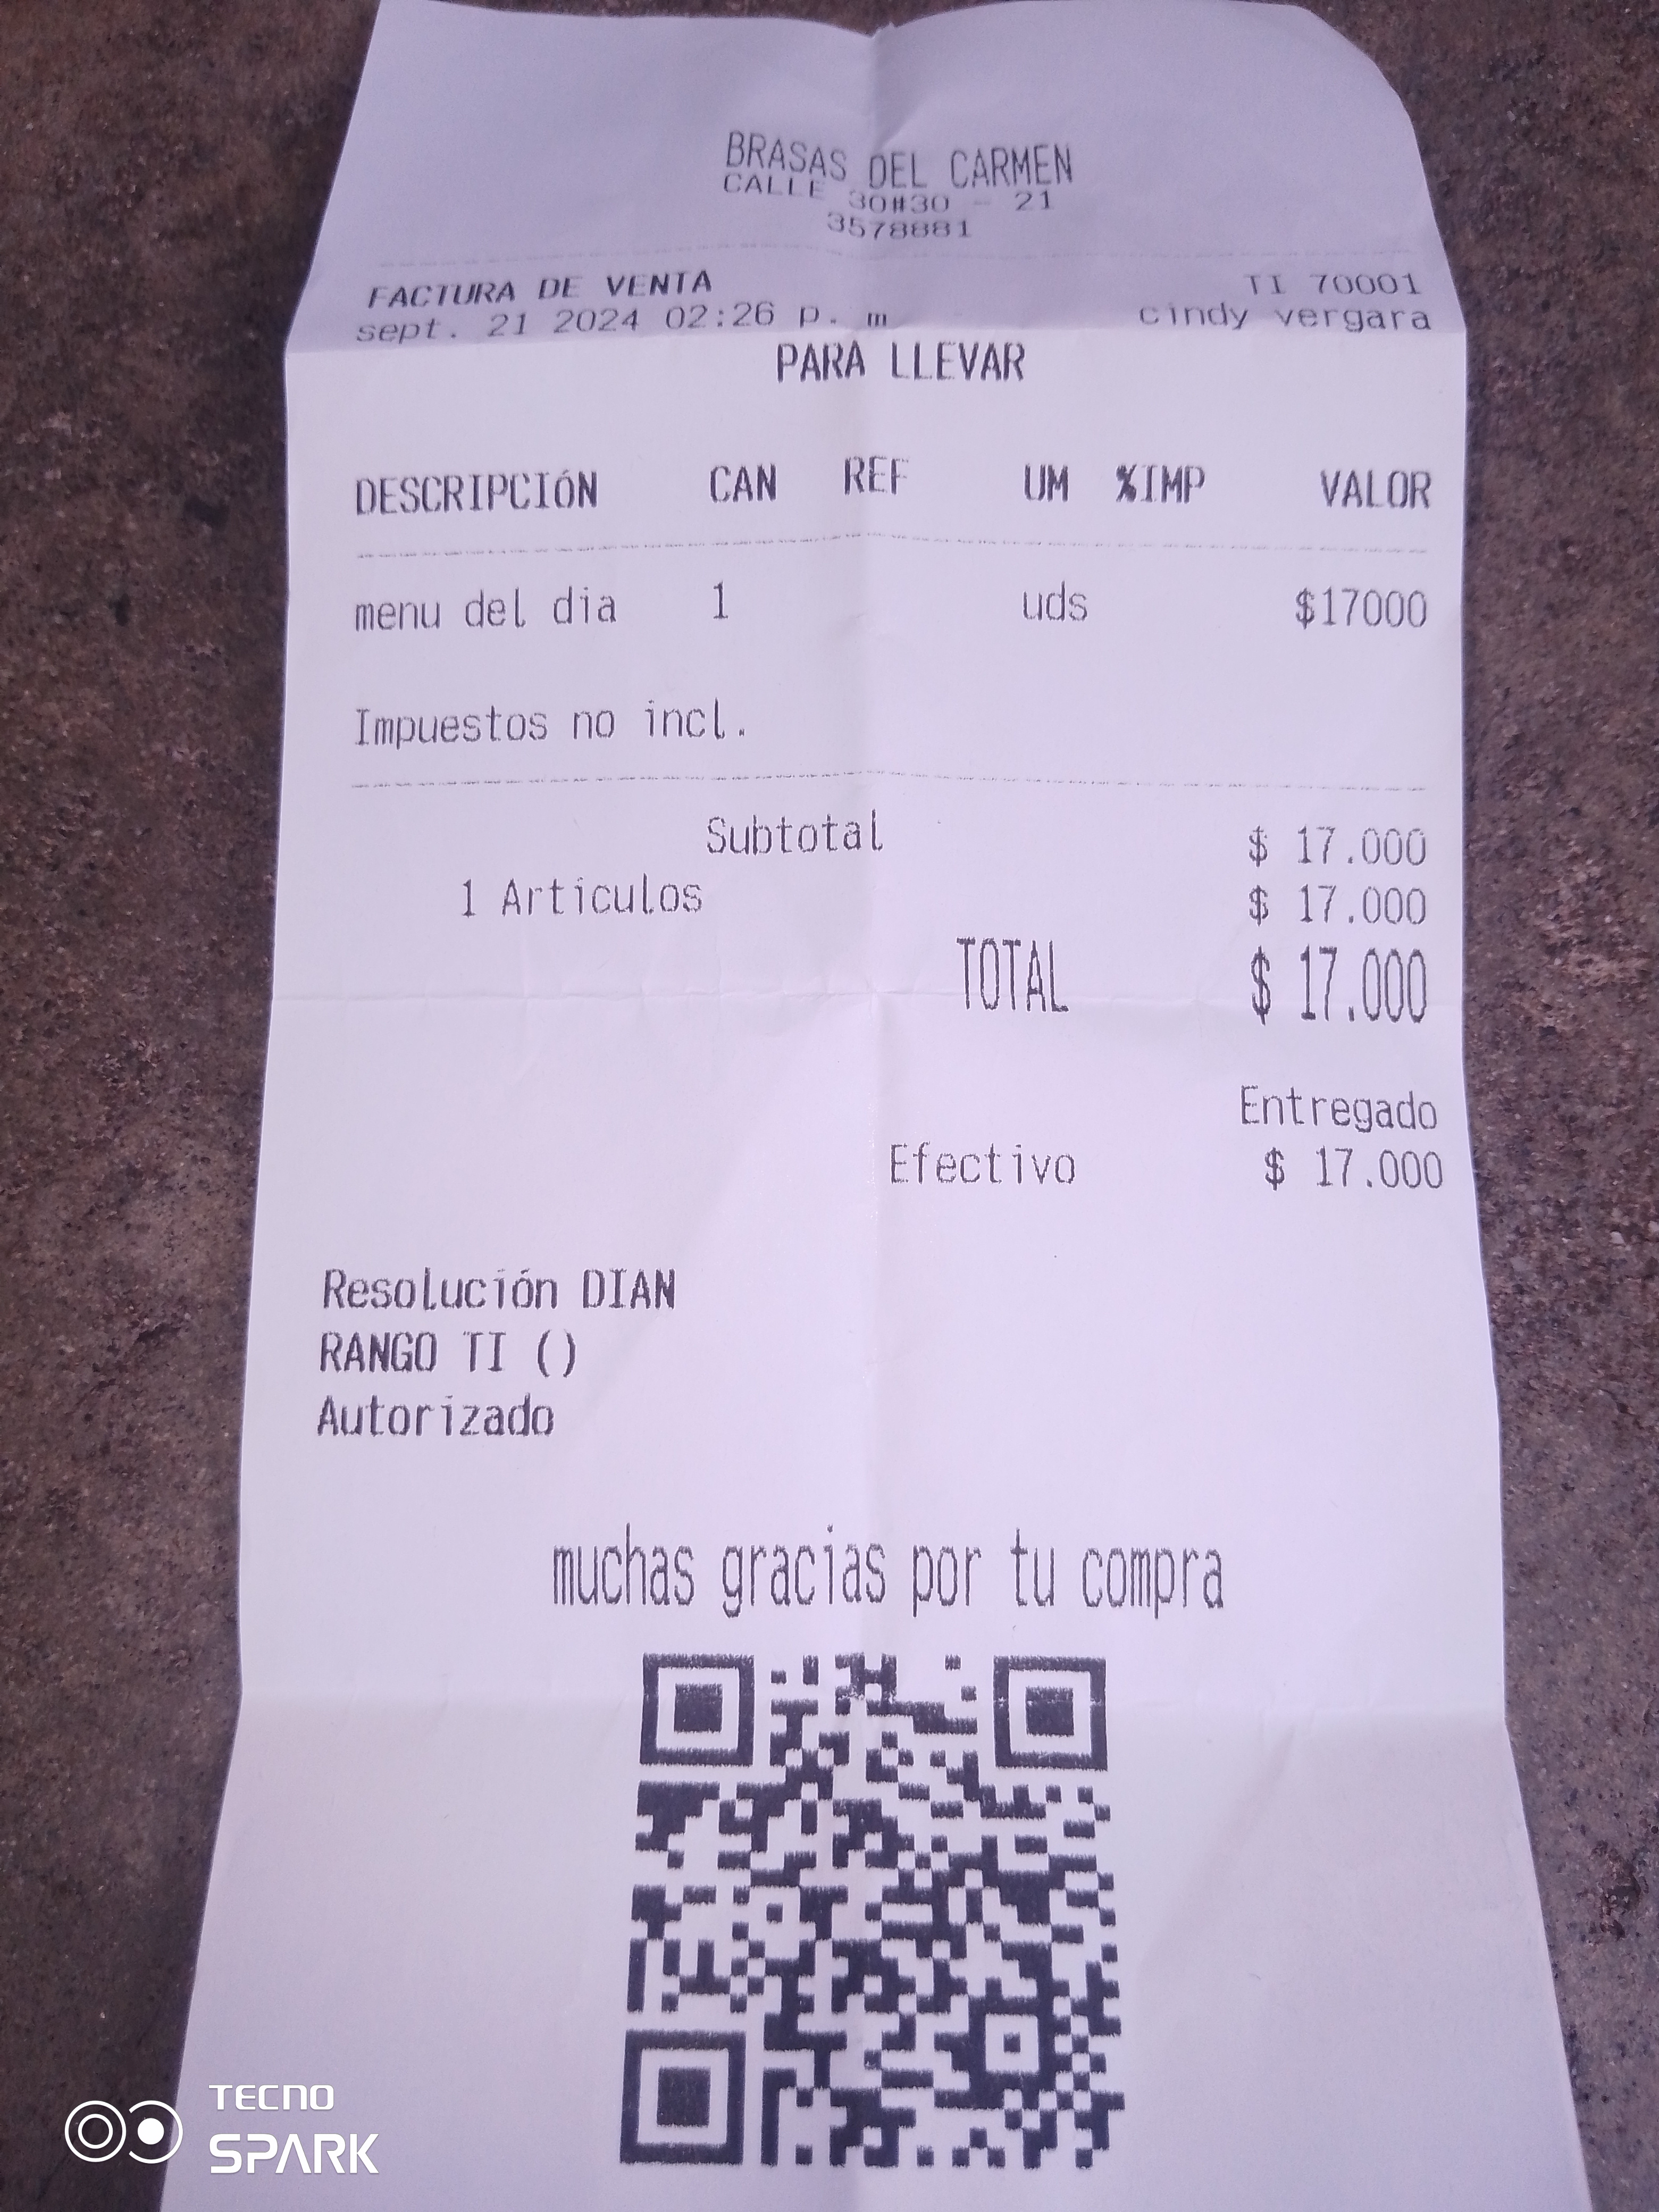 BRASAS DEL CARMEN
CALLE 30#30 - 21
3578881
FACTURA DE VENTA TI 70001
sept. 21 2024 02:26 p. m cindy vergara
PARA LLEVAR
DESCRIPCIÓN CAN REF UM %IMP VALOR
menu del dia 1 uds $17000
Impuestos no incl.
Subtotal $ 17.000
1 Articulos $ 17.000
TOTAL $ 17.000
Entregado
Efectivo $ 17.000
Resolución DIAN
RANGO TI ()
Autorizado
muchas gracias por tu compra
TECNO
SPARK